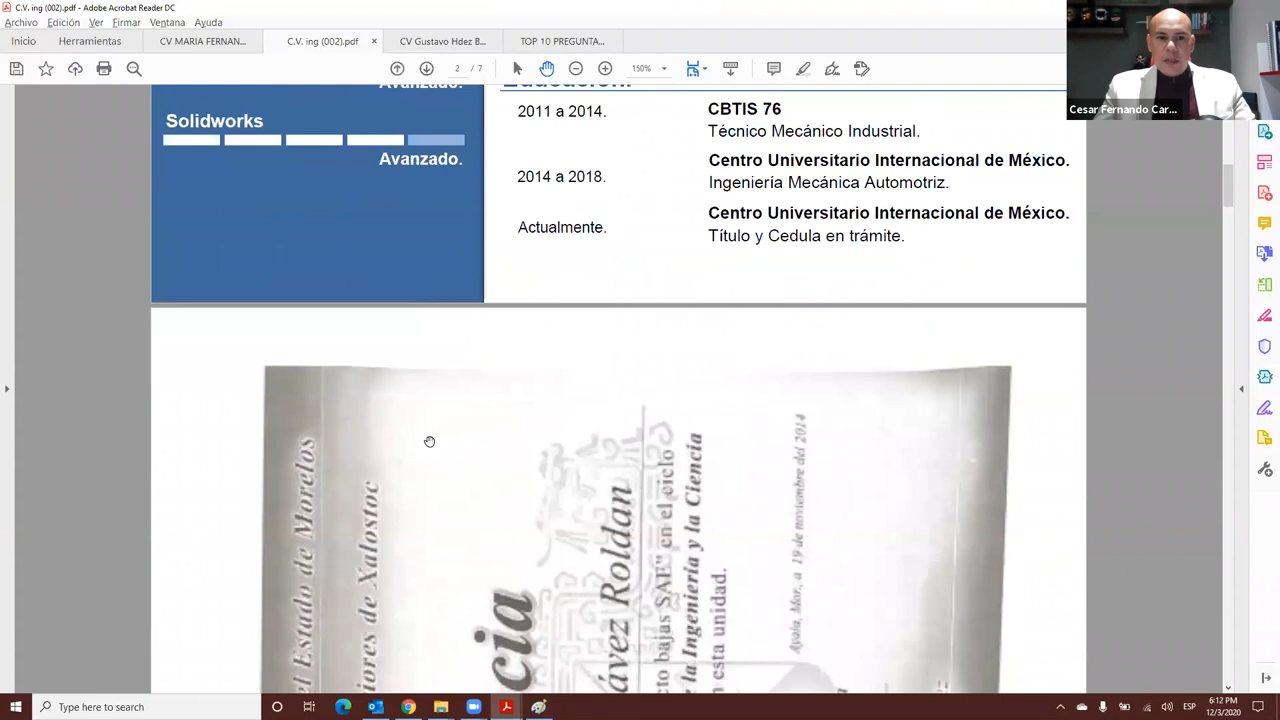 C.V. ing (002).pdf - Adobe Acrobat Reader DC
Archivo Edición Ver Firmar Ventana Ayuda
Inicio Herramientas CV MARIA FERNAN... C.V. ing (002).pdf CV Gustavo Hdez B... TOP 10 PREGUNTA...
2 / 7 150%
Cesar Fernando Car...
Avanzado.
Educación.
Solidworks
Avanzado.
2011 a 2014. CBTIS 76
Técnico Mecánico Industrial.
Centro Universitario Internacional de México.
2014 a 2018. Ingeniería Mecánica Automotriz.
Centro Universitario Internacional de México.
Actualmente. Título y Cedula en trámite.
el Estado de Morelos
iores de Xalostoc
cia
ávez Roldan
cto bajas SAE" en el ciclo
la Ingeniería y la Ciencia
n esta unidad.
Ayala, Mor., a 19 de noviembre del 2014
Type here to search
ESP
6:12 PM
12/3/2020